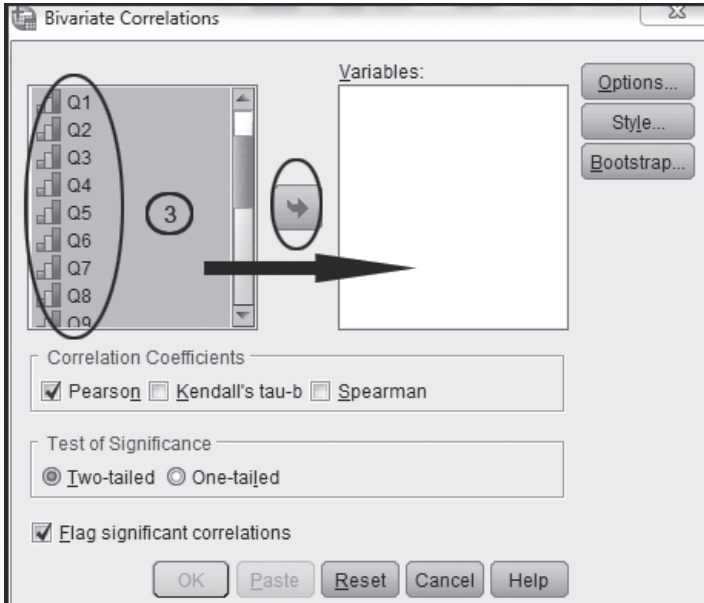 Bivariate Correlations
Variables:
Q1
Q2
Q3
Q4
Q5
Q6
Q7
Q8
Q9
3
Options...
Style...
Bootstrap...
Correlation Coefficients
Pearson Kendall's tau-b Spearman
Test of Significance
Two-tailed One-tailed
Flag significant correlations
OK Paste Reset Cancel Help